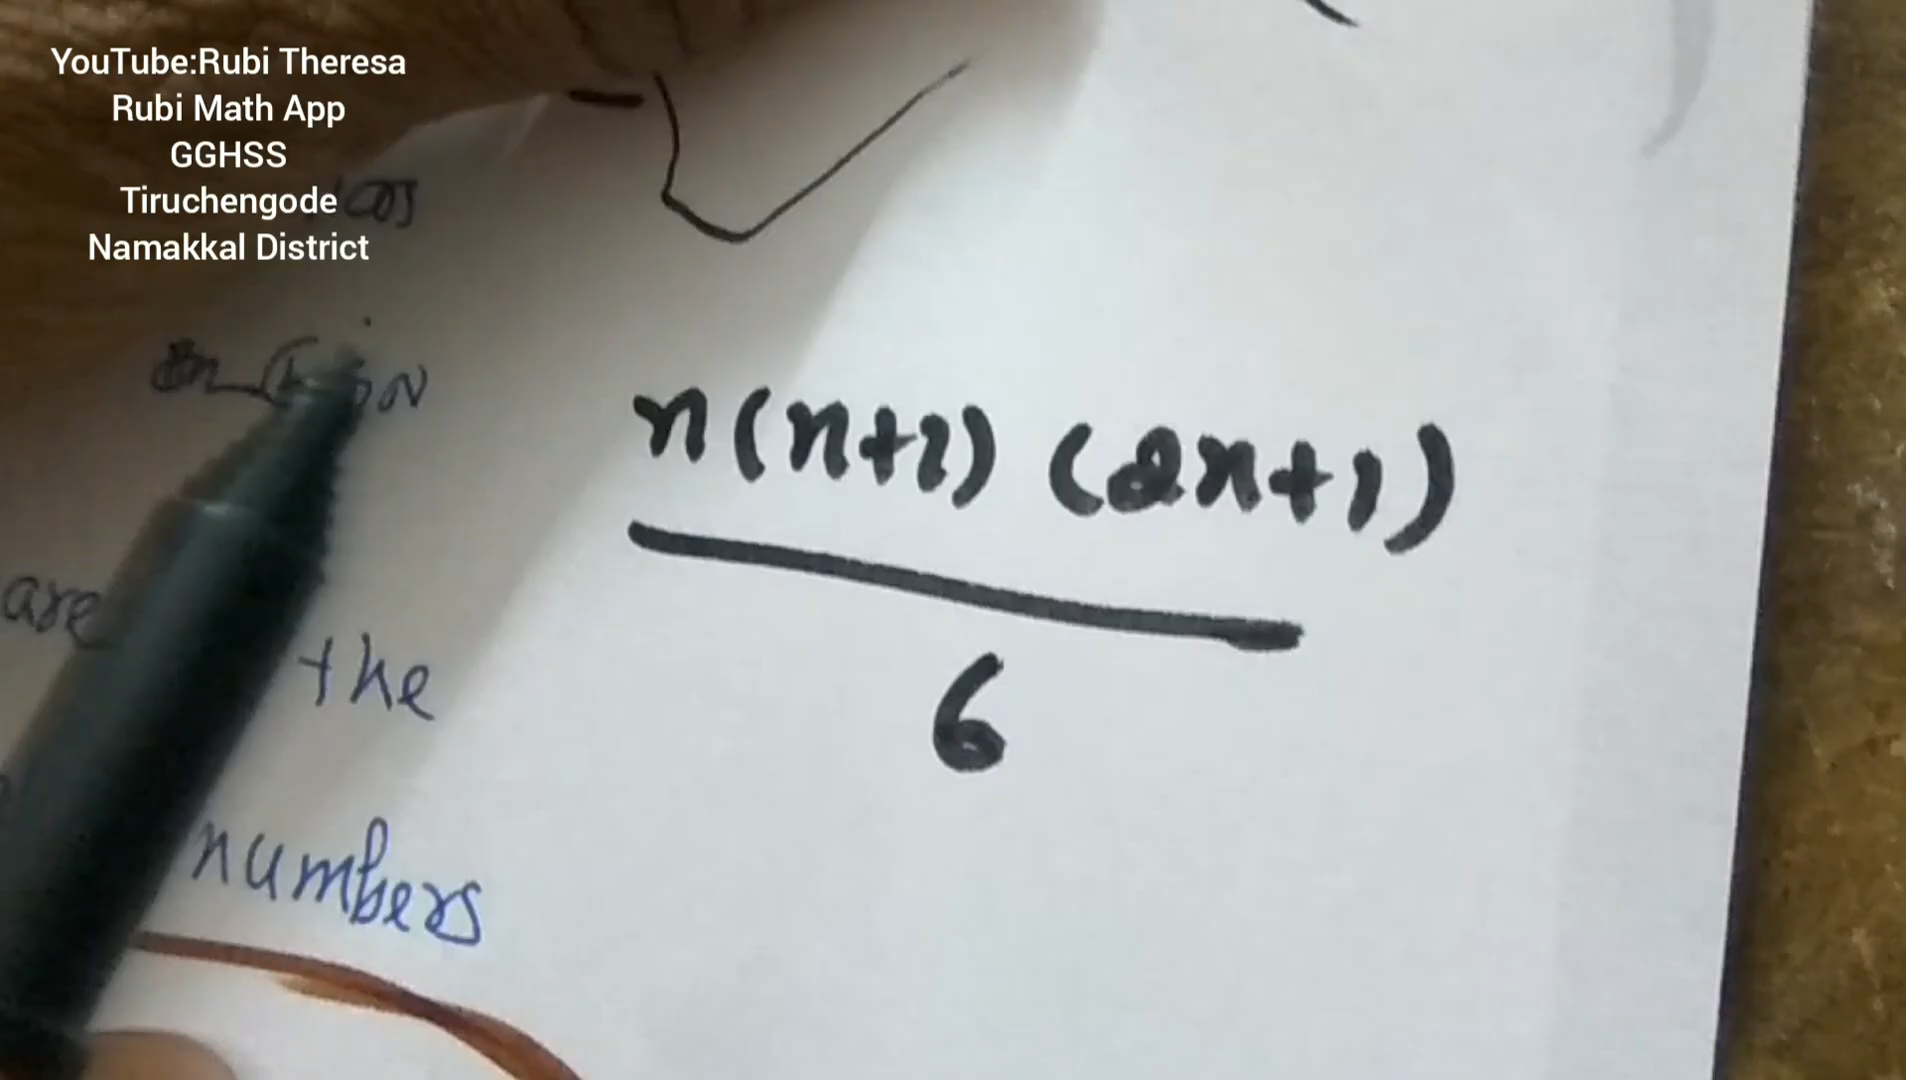 YouTube:Rubi Theresa
Rubi Math App
GGHSS
Tiruchengode
Namakkal District
n(n+1) (2n+1)
6
are the
numbers